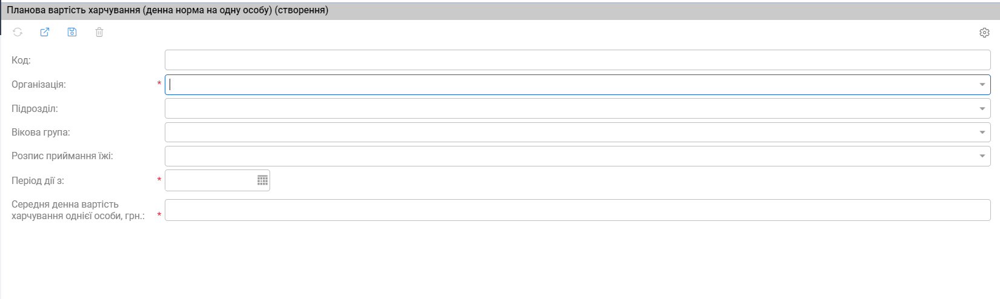 Планова вартість харчування (денна норма на одну особу) (створення)
Код:
Організація: *
Підрозділ:
Вікова група:
Розпис приймання їжі:
Період дії з: *
Середня денна вартість
харчування однієї особи, грн.: *